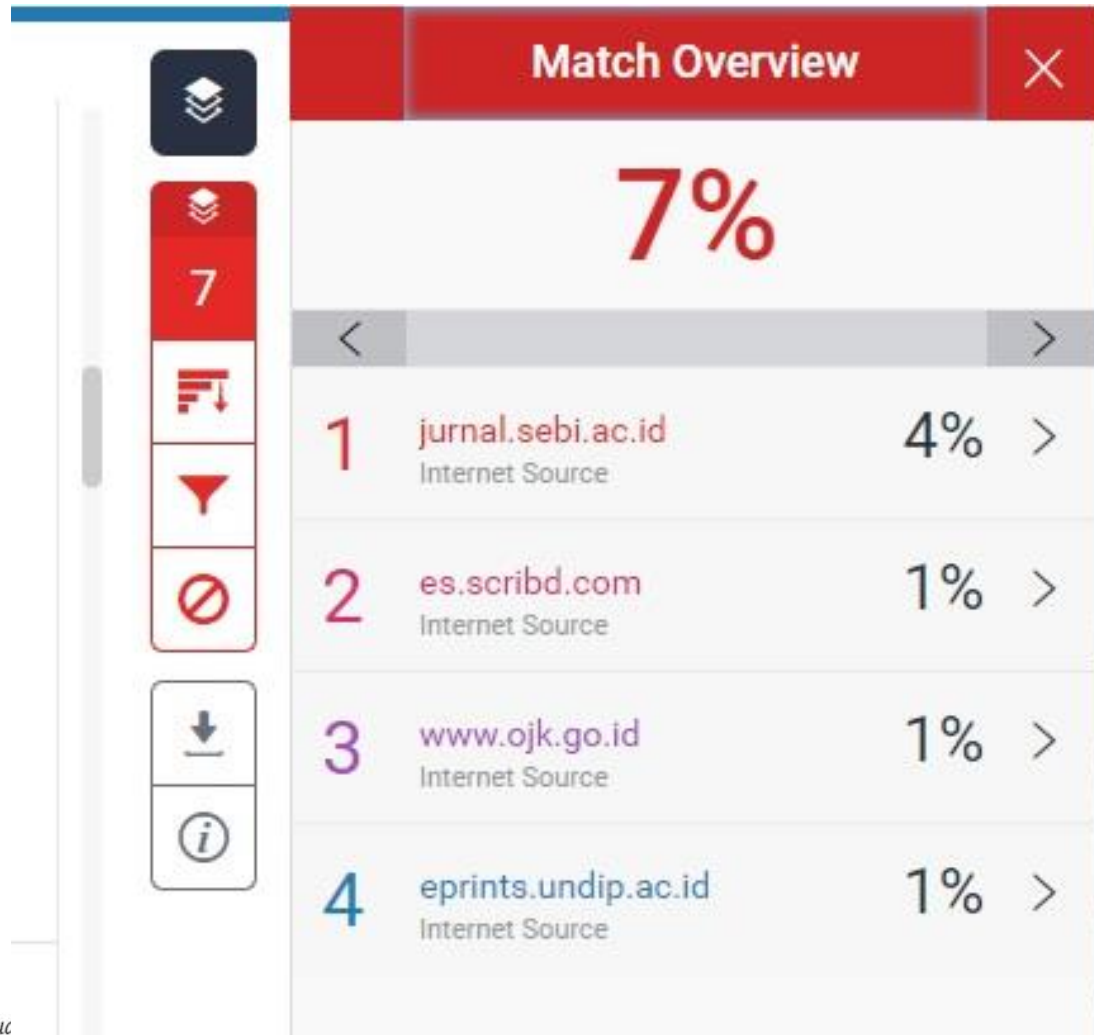 Match Overview
7%
7
1 jurnal.sebi.ac.id 4%
Internet Source
2 es.scribd.com 1%
Internet Source
3 www.ojk.go.id 1%
Internet Source
4 eprints.undip.ac.id 1%
Internet Source